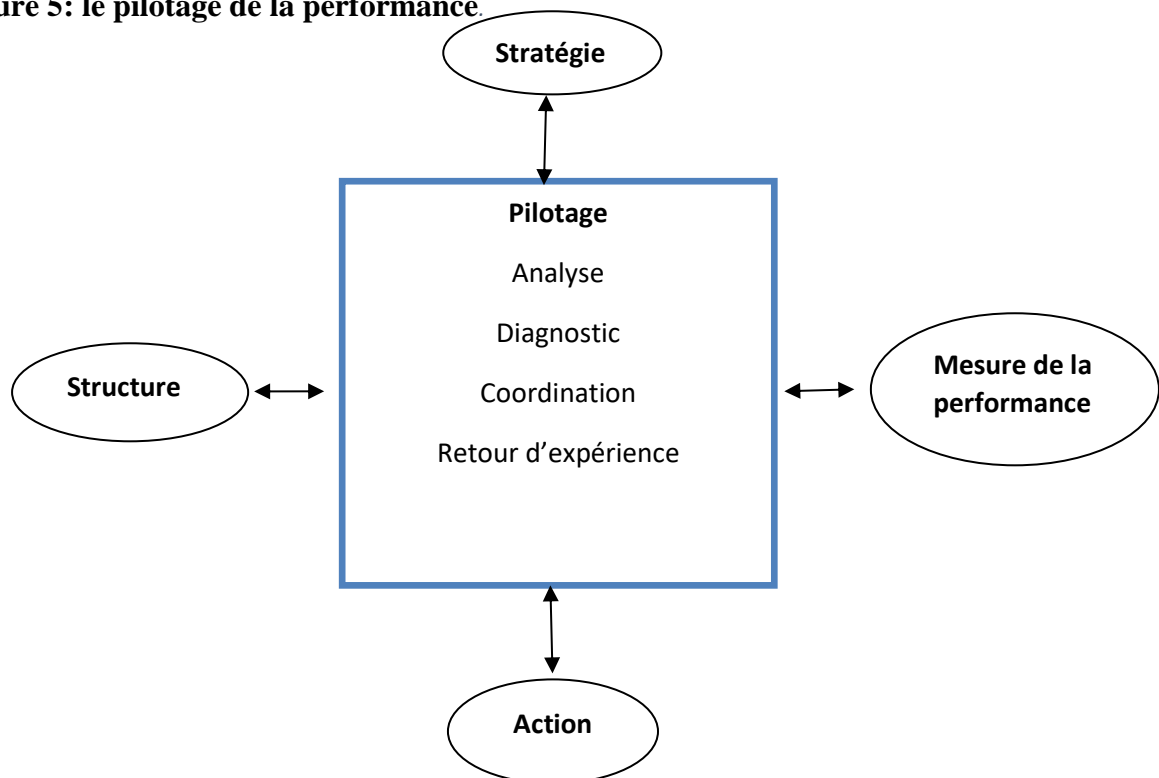 ure 5: le pilotage de la performance.
Stratégie
Pilotage
Analyse
Diagnostic
Coordination
Retour d’expérience
Structure
Mesure de la
performance
Action